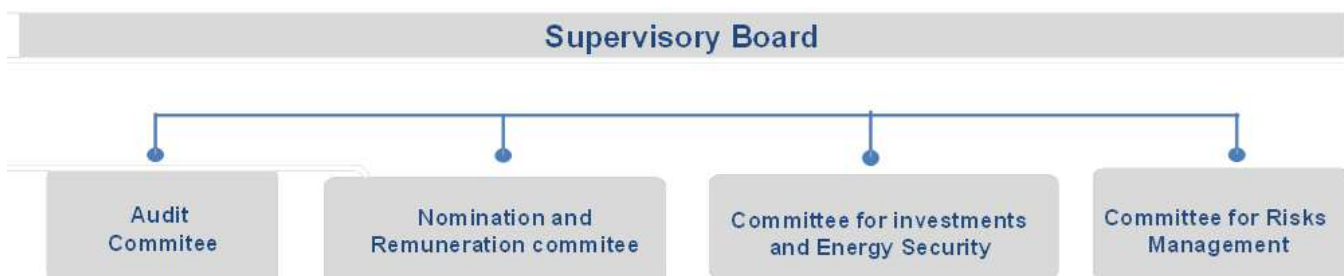 Supervisory Board
Audit
Commitee
Nomination and
Remuneration commitee
Committee for investments
and Energy Security
Committee for Risks
Management